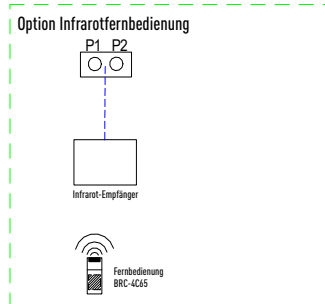 Option Infrarotfernbedienung
P1 P2
Infrarot-Empfänger
Fernbedienung
BRC-4C65